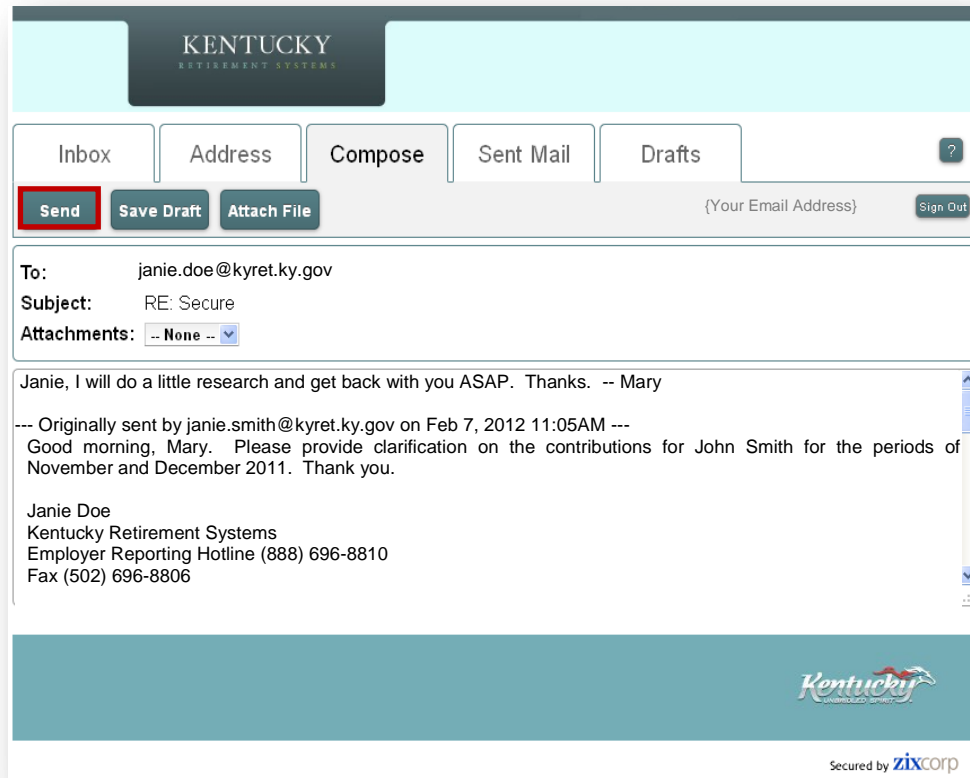 KENTUCKY
RETIREMENT SYSTEMS
Inbox Address Compose Sent Mail Drafts ?
Send Save Draft Attach File {Your Email Address} Sign Out
To: janie.doe@kyret.ky.gov
Subject: RE: Secure
Attachments: -- None --
Janie, I will do a little research and get back with you ASAP. Thanks. -- Mary
--- Originally sent by janie.smith@kyret.ky.gov on Feb 7, 2012 11:05AM ---
Good morning, Mary. Please provide clarification on the contributions for John Smith for the periods of
November and December 2011. Thank you.
Janie Doe
Kentucky Retirement Systems
Employer Reporting Hotline (888) 696-8810
Fax (502) 696-8806
Kentucky
UNBRIDLED SPIRIT
Secured by zixcorp